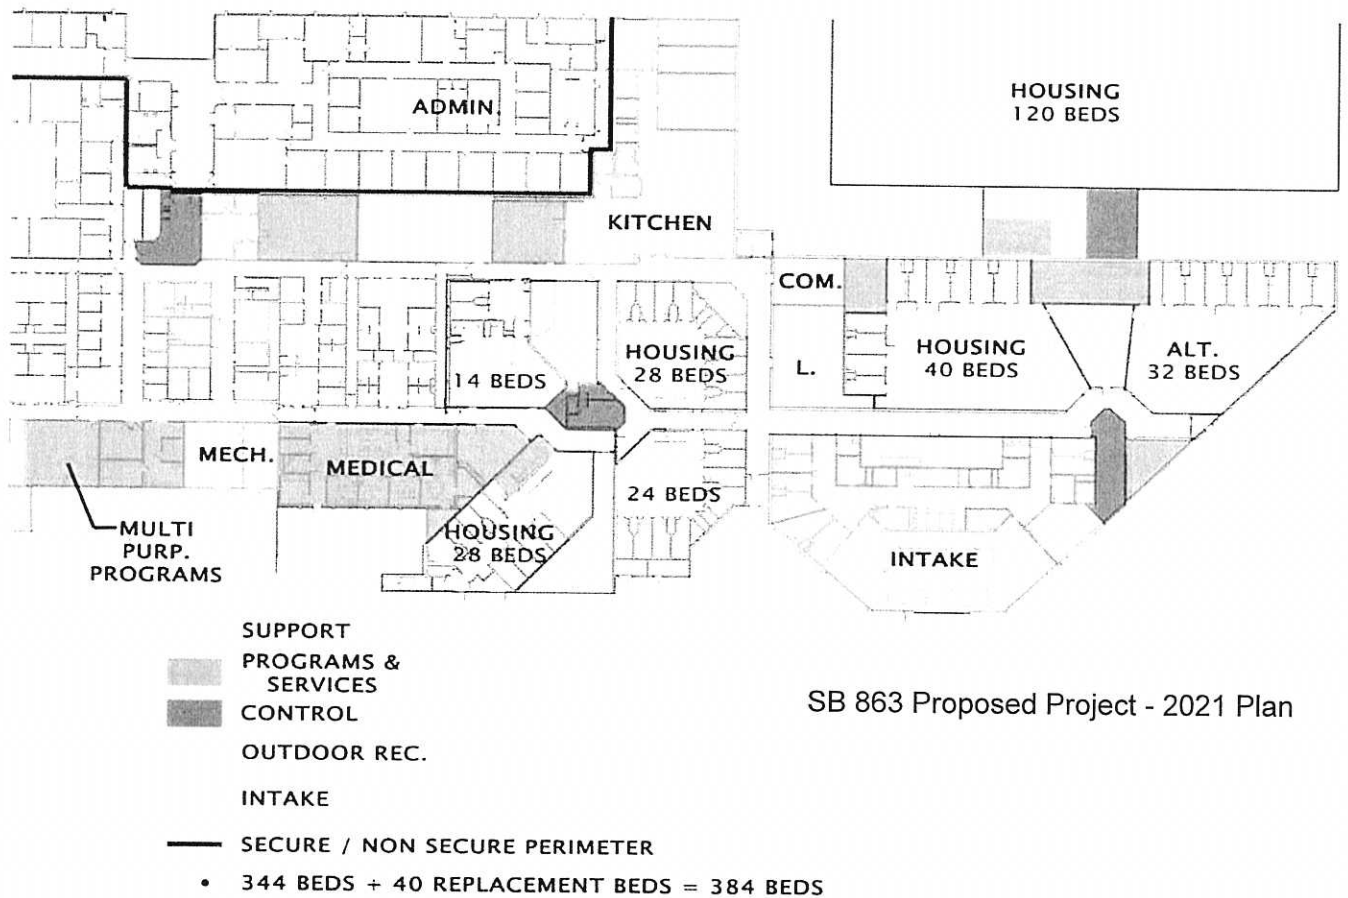 ADMIN.
HOUSING
120 BEDS
KITCHEN
COM.
L.
14 BEDS
HOUSING
28 BEDS
HOUSING
40 BEDS
ALT.
32 BEDS
MECH.
MEDICAL
24 BEDS
HOUSING
28 BEDS
INTAKE
MULTI
PURP.
PROGRAMS
SUPPORT
PROGRAMS &
SERVICES
CONTROL
OUTDOOR REC.
INTAKE
SECURE / NON SECURE PERIMETER
• 344 BEDS + 40 REPLACEMENT BEDS = 384 BEDS
SB 863 Proposed Project - 2021 Plan